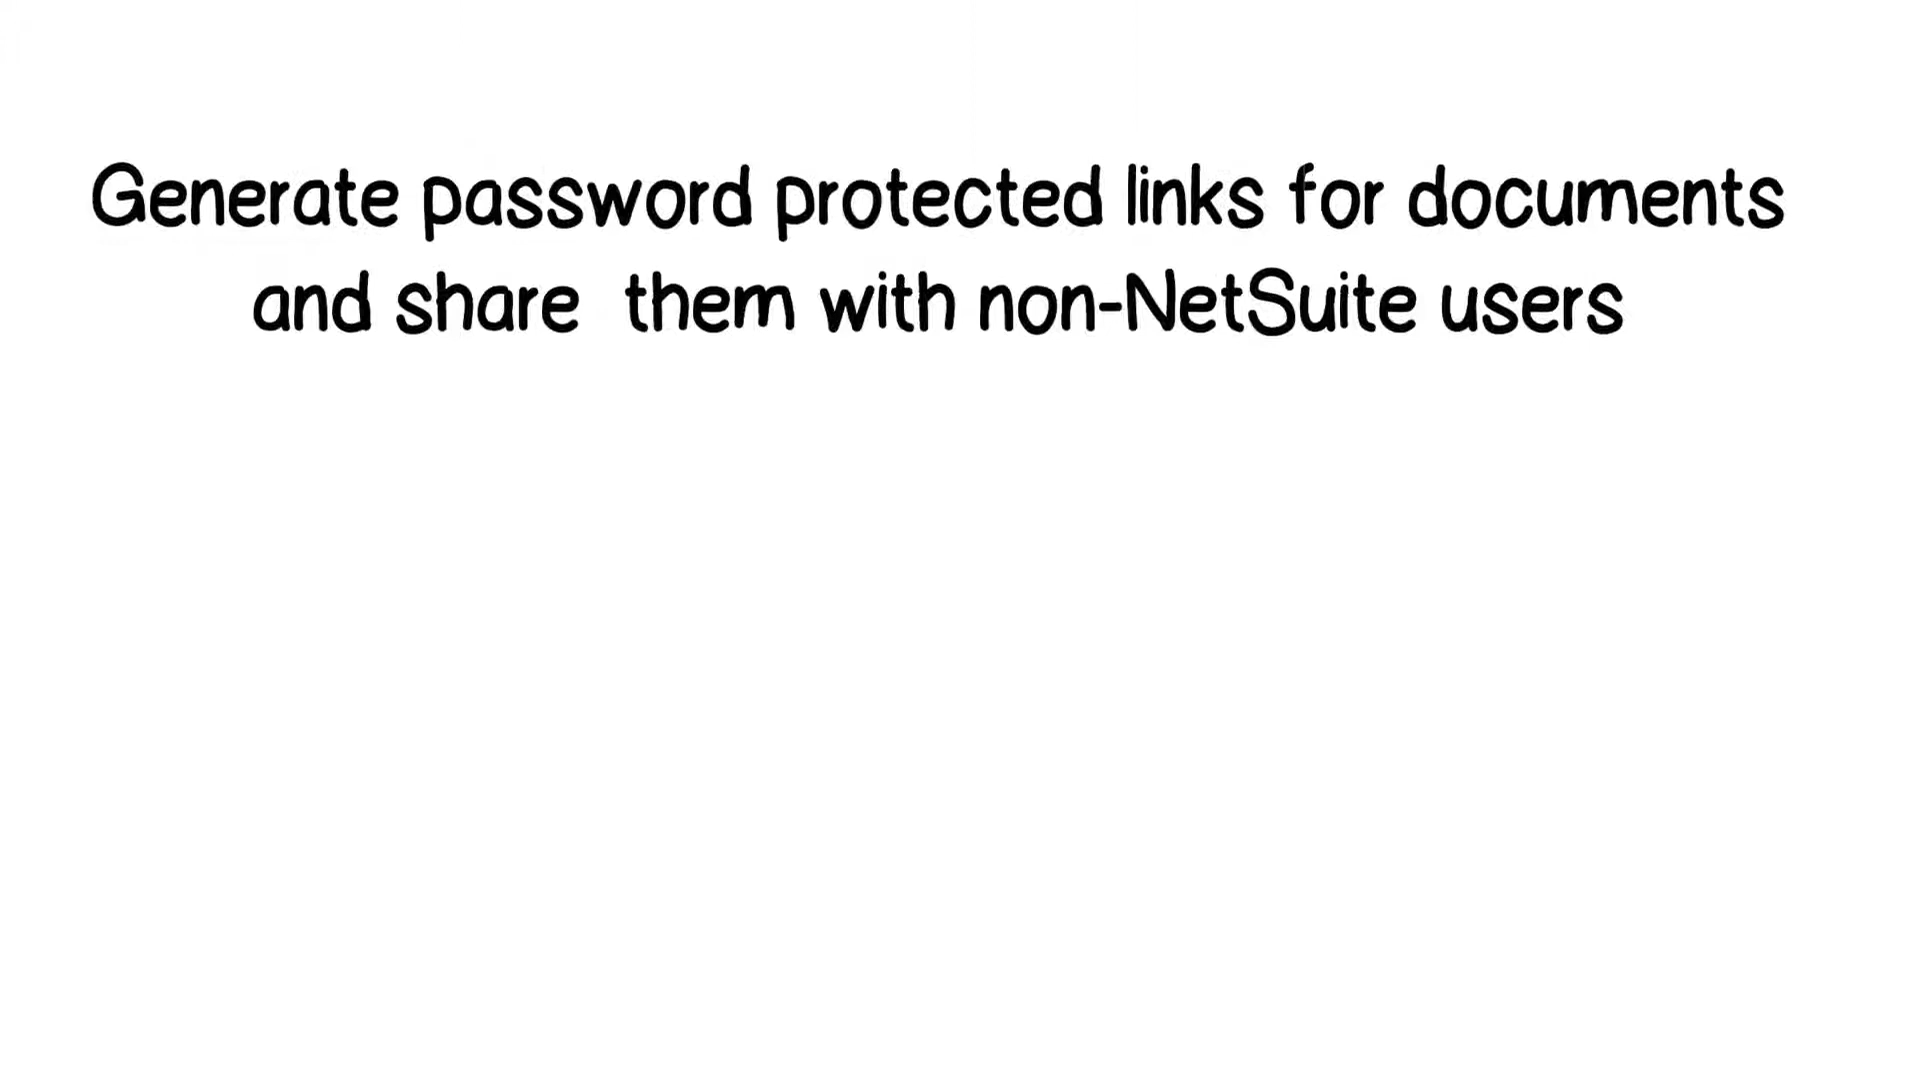 Generate password protected links for documents
and share  them with non-NetSuite users